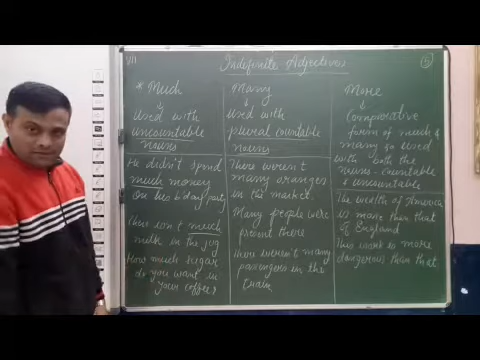 VII
Indefinite Adjectives
5
* Much
Used with
uncountable
nouns
He didn't spend
much money
on his b'day party
There isn't much
milk in the jug
How much sugar
do you want in
your coffee?
Many
Used with
plural countable
nouns
There weren't
many oranges
in the market.
Many people were
present there
There weren't many
passengers in the
train
More
Comparative
form of much &
many so used
with both the
nouns - countable
& uncountable
The wealth of America
is more than that
of England
This work is more
dangerous than that